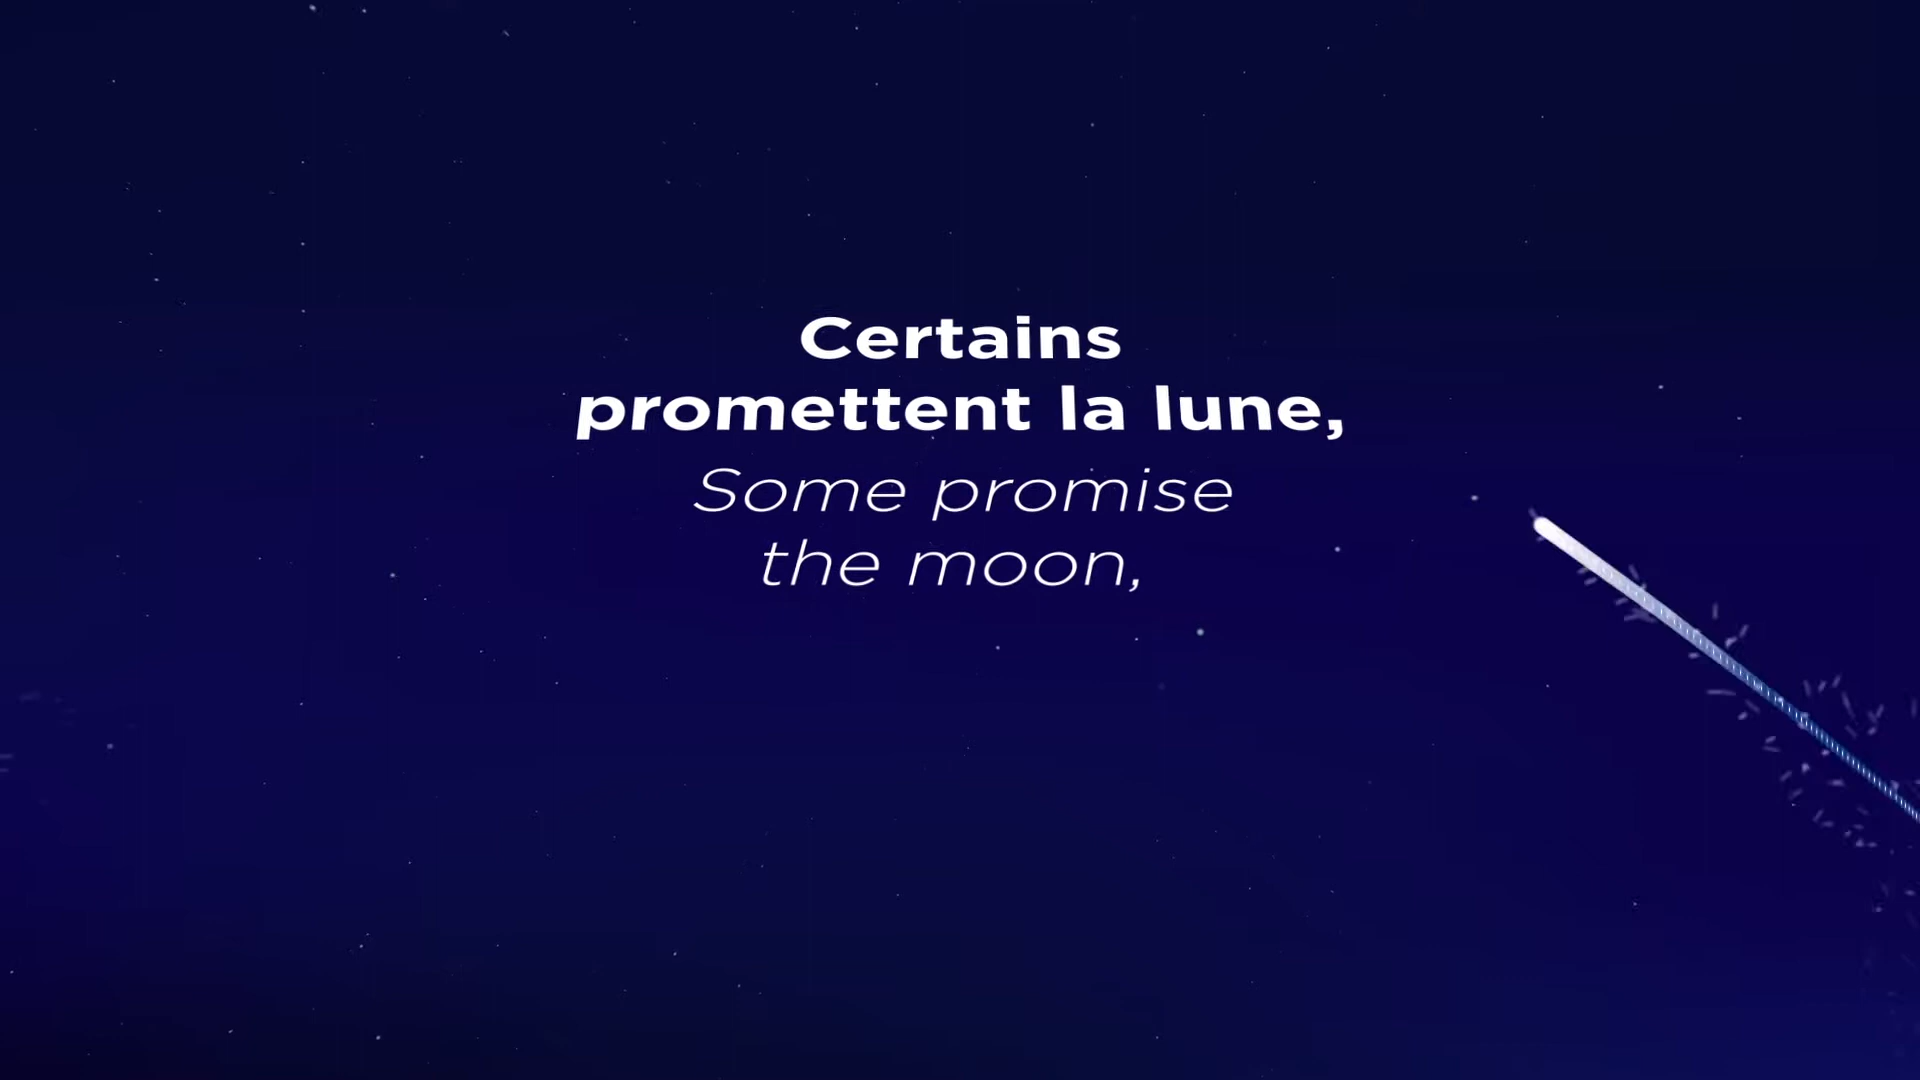 Certains
promettent la lune,
Some promise
the moon,